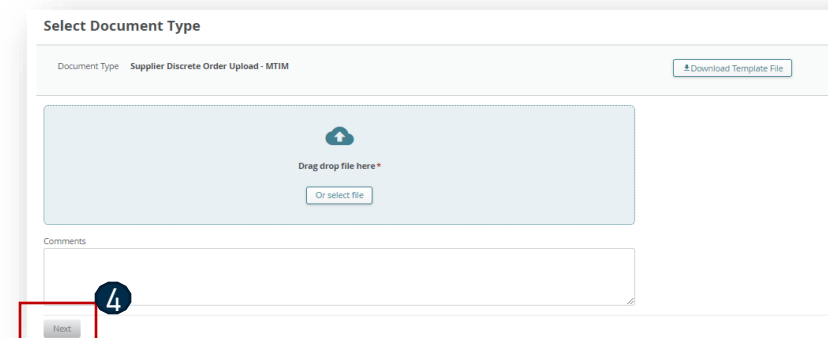 Select Document Type
Document Type Supplier Discrete Order Upload - MTIM
Download Template File
Drag drop file here *
Or select file
Comments
4
Next